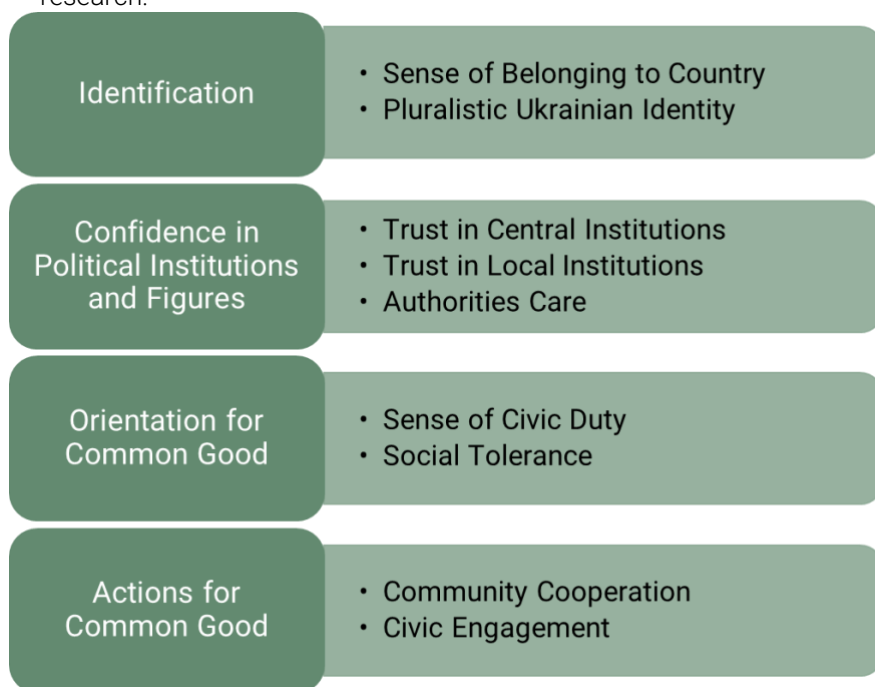 research.
Identification
• Sense of Belonging to Country
• Pluralistic Ukrainian Identity
Confidence in
Political Institutions
and Figures
• Trust in Central Institutions
• Trust in Local Institutions
• Authorities Care
Orientation for
Common Good
• Sense of Civic Duty
• Social Tolerance
Actions for
Common Good
• Community Cooperation
• Civic Engagement